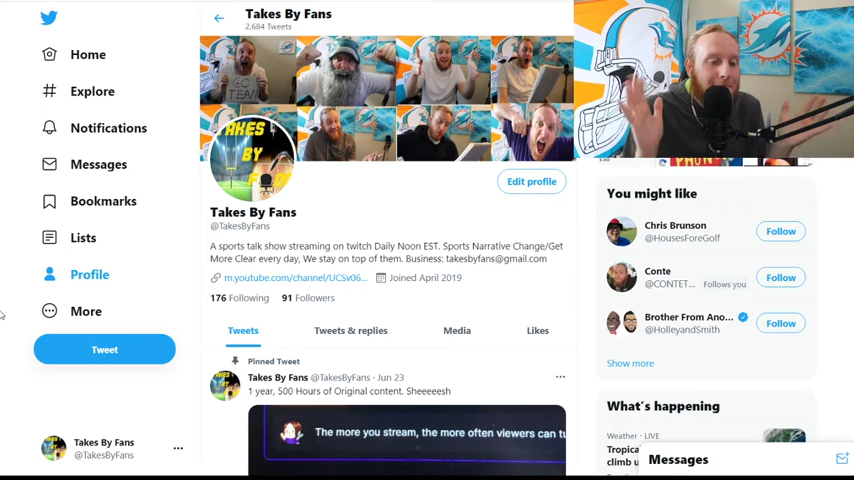 Home
Explore
Notifications
Messages
Bookmarks
Lists
Profile
More
Tweet
Takes By Fans
@TakesByFans
Takes By Fans
2,684 Tweets
GO
TEAM
TAKES
BY
Edit profile
Takes By Fans
@TakesByFans
A sports talk show streaming on twitch Daily Noon EST. Sports Narrative Change/Get
More Clear every day, We stay on top of them. Business: takesbyfans@gmail.com
m.youtube.com/channel/UCSv06... Joined April 2019
176 Following 91 Followers
Tweets Tweets & replies Media Likes
Pinned Tweet
Takes By Fans @TakesByFans · Jun 23
1 year, 500 Hours of Original content. Sheeeeesh
The more you stream, the more often viewers can tu
You might like
Chris Brunson
@HousesForeGolf
Follow
Conte
@CONTET... Follows you
Follow
Brother From Ano...
@HolleyandSmith
Follow
Show more
What's happening
Weather · LIVE
Tropica
climb u
Messages